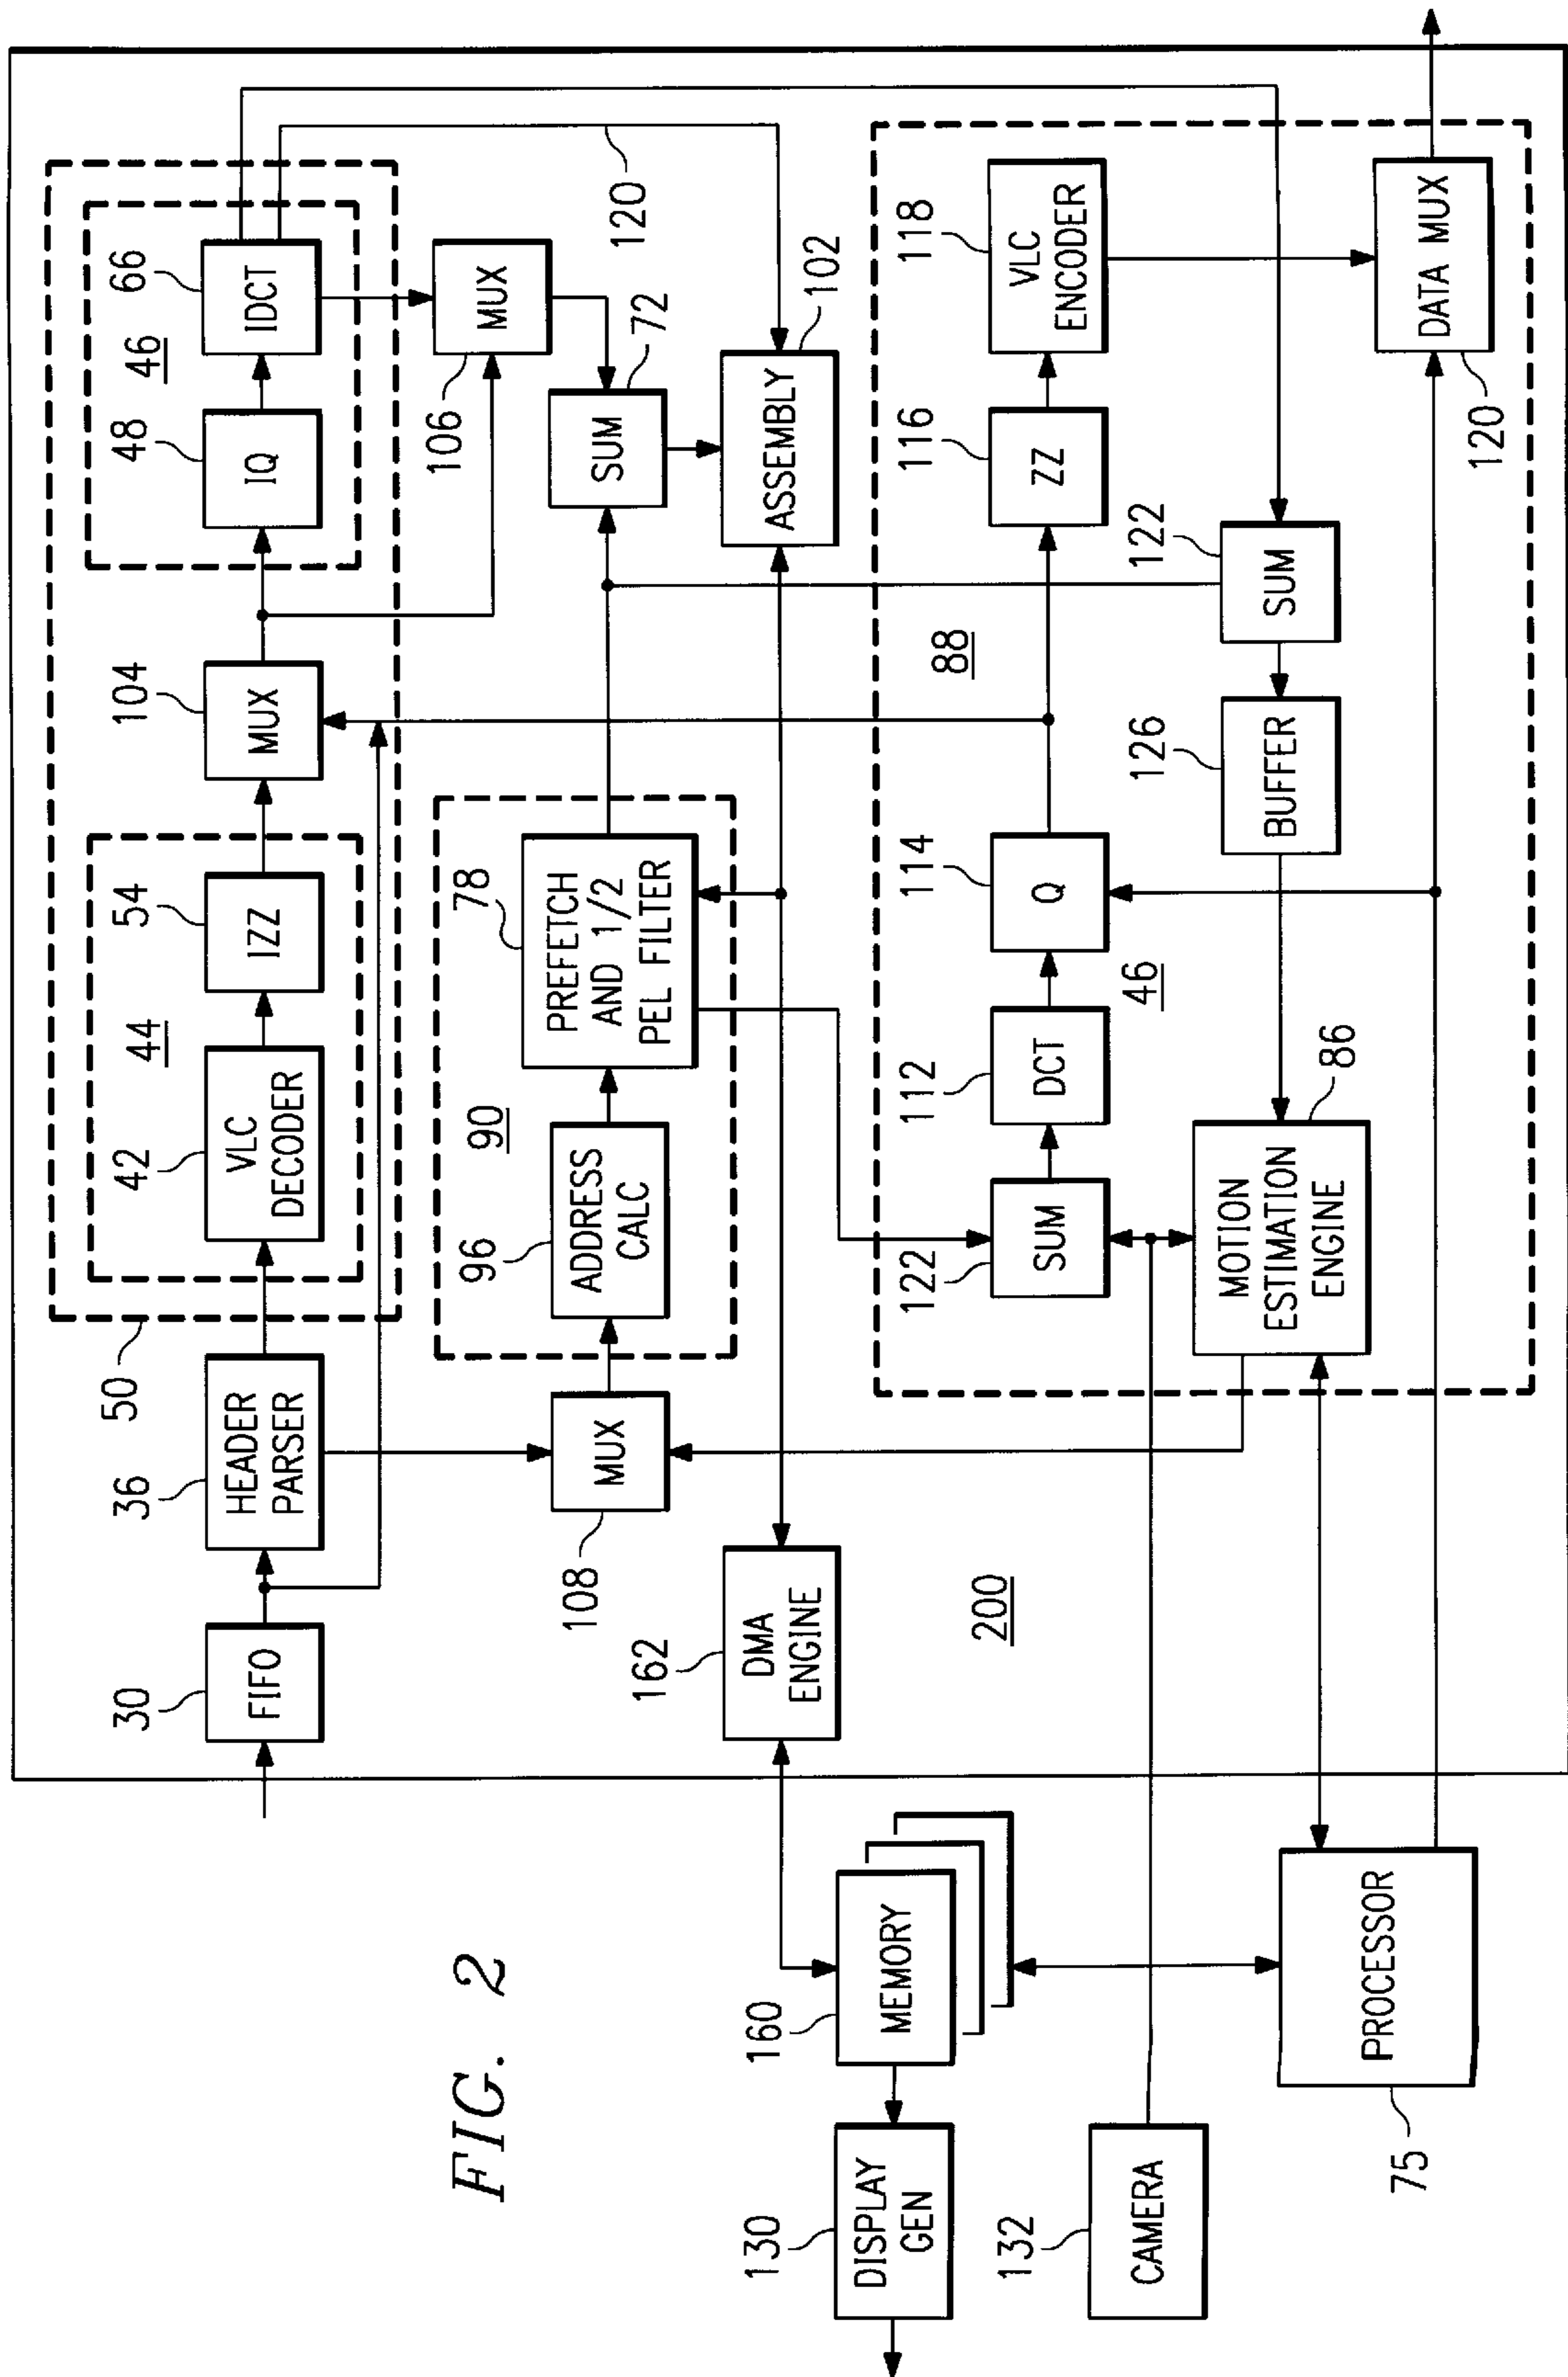 FIG. 2
30
FIFO
36
HEADER
PARSER
50
42
VLC
DECODER
44
54
IZZ
104
MUX
48
IQ
46
66
IDCT
108
MUX
96
ADDRESS
CALC
90
78
PREFETCH
AND 1/2
PEL FILTER
106
MUX
72
SUM
120
102
ASSEMBLY
162
DMA
ENGINE
200
130
DISPLAY
GEN
160
MEMORY
132
CAMERA
75
PROCESSOR
88
122
SUM
112
DCT
46
114
Q
116
ZZ
118
VLC
ENCODER
86
MOTION
ESTIMATION
ENGINE
126
BUFFER
122
SUM
120
DATA MUX